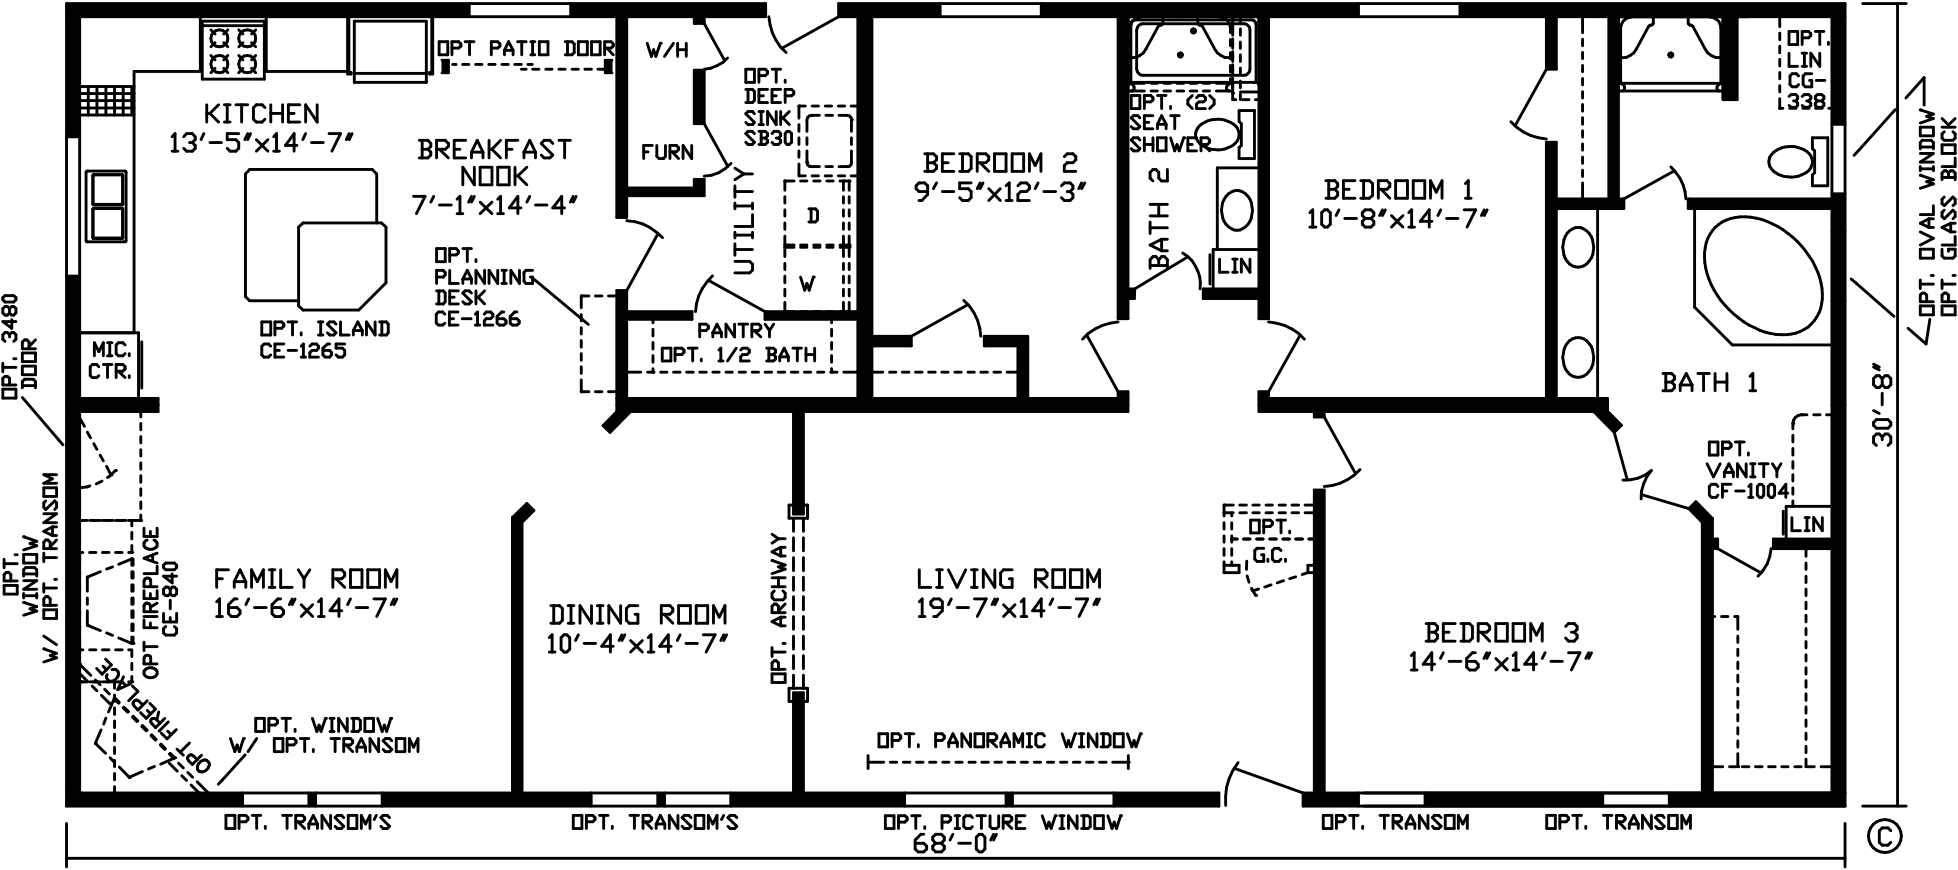 KITCHEN
13'-5"x14'-7"
OPT PATIO DOOR
BREAKFAST
NOOK
7'-1"x14'-4"
OPT.
PLANNING
DESK
CE-1266
OPT. ISLAND
CE-1265
MIC.
CTR.
OPT. 3480
DOOR
W/H
FURN
OPT.
DEEP
SINK
SB30
UTILITY
D
W
PANTRY
OPT. 1/2 BATH
BEDROOM 2
9'-5"x12'-3"
OPT. (2)
SEAT
SHOWER
BATH 2
LIN
BEDROOM 1
10'-8"x14'-7"
OPT.
LIN
CG-
338
OPT. OVAL WINDOW
OPT. GLASS BLOCK
BATH 1
OPT.
VANITY
CF-1004
LIN
30'-8"
OPT.
WINDOW
W/ OPT. TRANSOM
OPT FIREPLACE
CE-840
FAMILY ROOM
16'-6"x14'-7"
OPT FIREPLACE
OPT. WINDOW
W/ OPT. TRANSOM
DINING ROOM
10'-4"x14'-7"
OPT. ARCHWAY
LIVING ROOM
19'-7"x14'-7"
OPT.
G.C.
OPT. PANORAMIC WINDOW
BEDROOM 3
14'-6"x14'-7"
OPT. TRANSOM'S
OPT. TRANSOM'S
OPT. PICTURE WINDOW
OPT. TRANSOM
OPT. TRANSOM
68'-0"
©